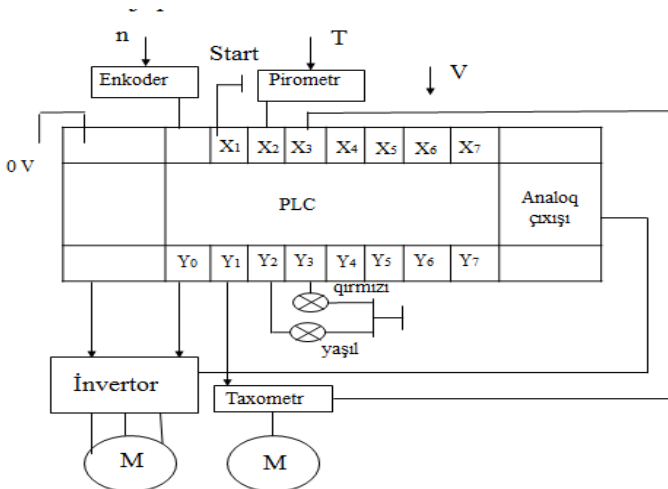 n
Start
T
V
Enkoder
Pirometr
0 V
X1 X2 X3 X4 X5 X6 X7
PLC
Analoq
çıxışı
Y0 Y1 Y2 Y3 Y4 Y5 Y6 Y7
qirmizi
yaşıl
İnvertor
Taxometr
M
M